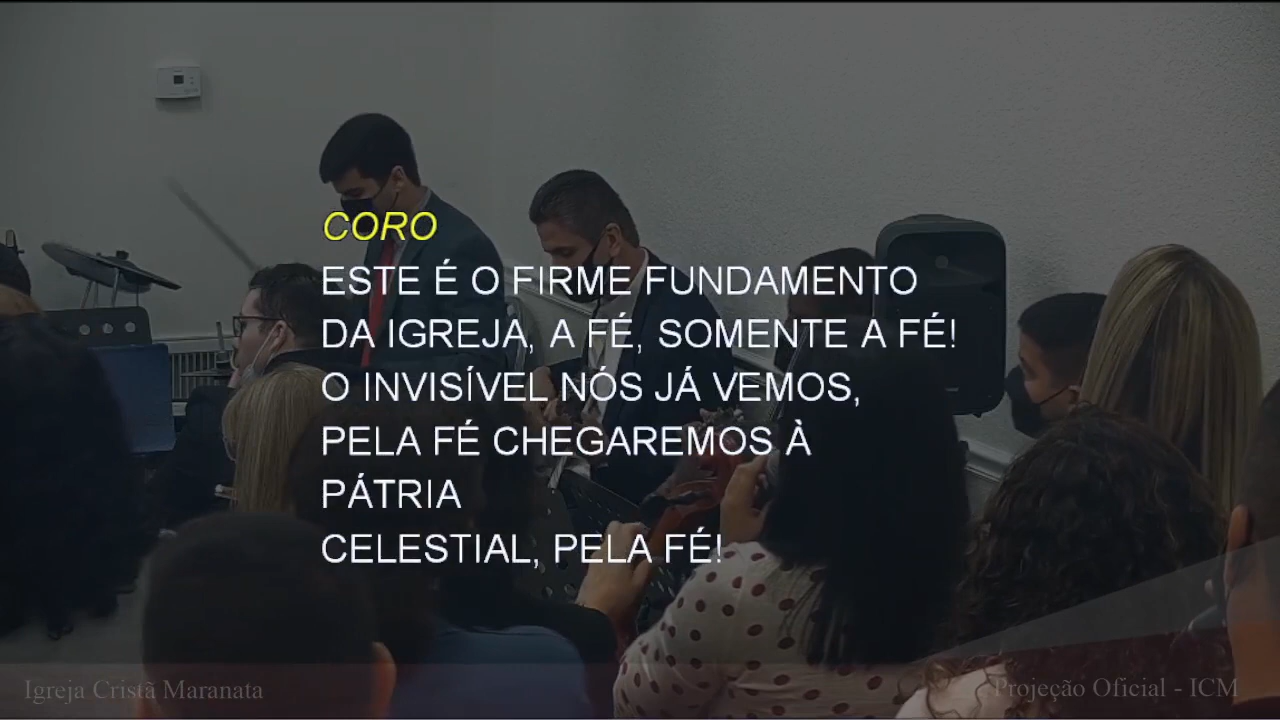 CORO
ESTE É O FIRME FUNDAMENTO
DA IGREJA, A FÉ, SOMENTE A FÉ!
O INVISÍVEL NÓS JÁ VEMOS,
PELA FÉ CHEGAREMOS À
PÁTRIA
CELESTIAL, PELA FÉ!
Igreja Cristã Maranata
Projeção Oficial - ICM